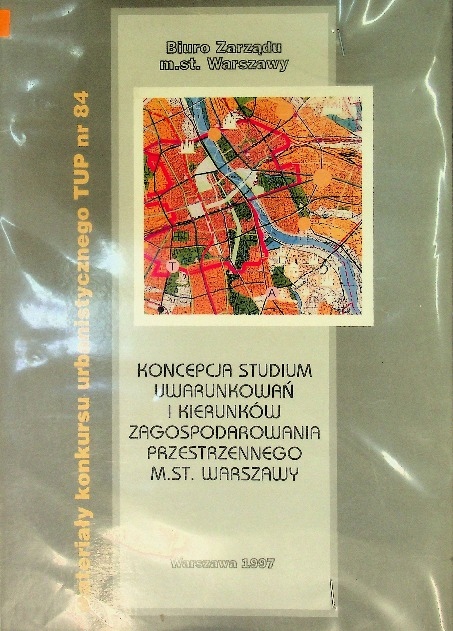 Biuro Zarządu
m.st. Warszawy
materiały konkursu urbanistycznego TUP nr 84
T
KONCEPCJA STUDIUM
UWARUNKOWAŃ
I KIERUNKÓW
ZAGOSPODAROWANIA
PRZESTRZENNEGO
M.ST. WARSZAWY
Warszawa 1997